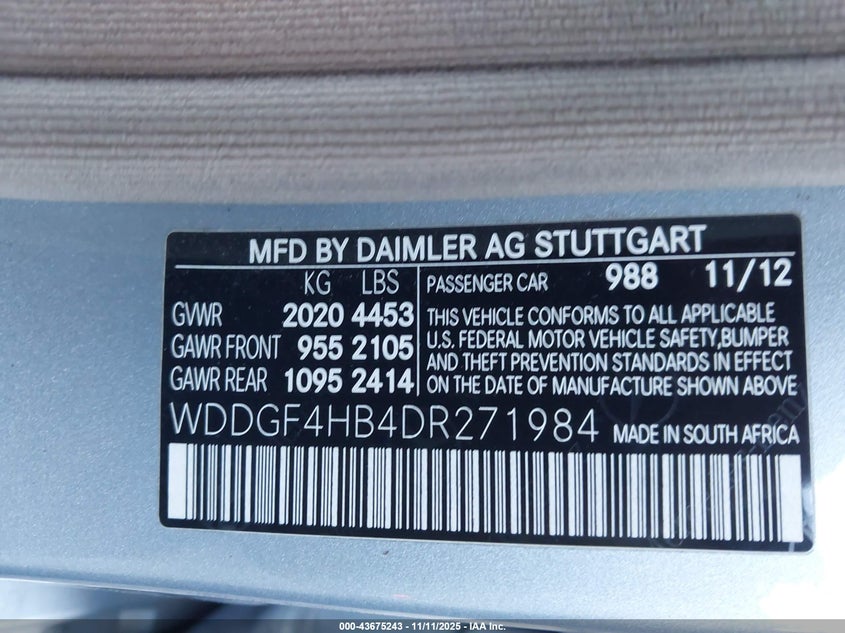 MFD BY DAIMLER AG STUTTGART
KG LBS
GVWR 2020 4453
GAWR FRONT 955 2105
GAWR REAR 1095 2414
PASSENGER CAR 988 11/12
THIS VEHICLE CONFORMS TO ALL APPLICABLE
U.S. FEDERAL MOTOR VEHICLE SAFETY,BUMPER
AND THEFT PREVENTION STANDARDS IN EFFECT
ON THE DATE OF MANUFACTURE SHOWN ABOVE
WDDGF4HB4DR271984 MADE IN SOUTH AFRICA
000-43675243 - 11/11/2025 - IAA Inc.